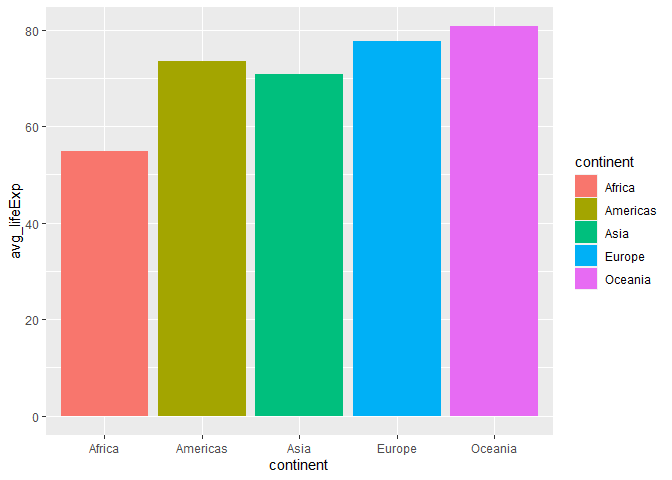 avg_lifeExp
80
60
40
20
0
Africa
Americas
Asia
Europe
Oceania
continent
continent
Africa
Americas
Asia
Europe
Oceania